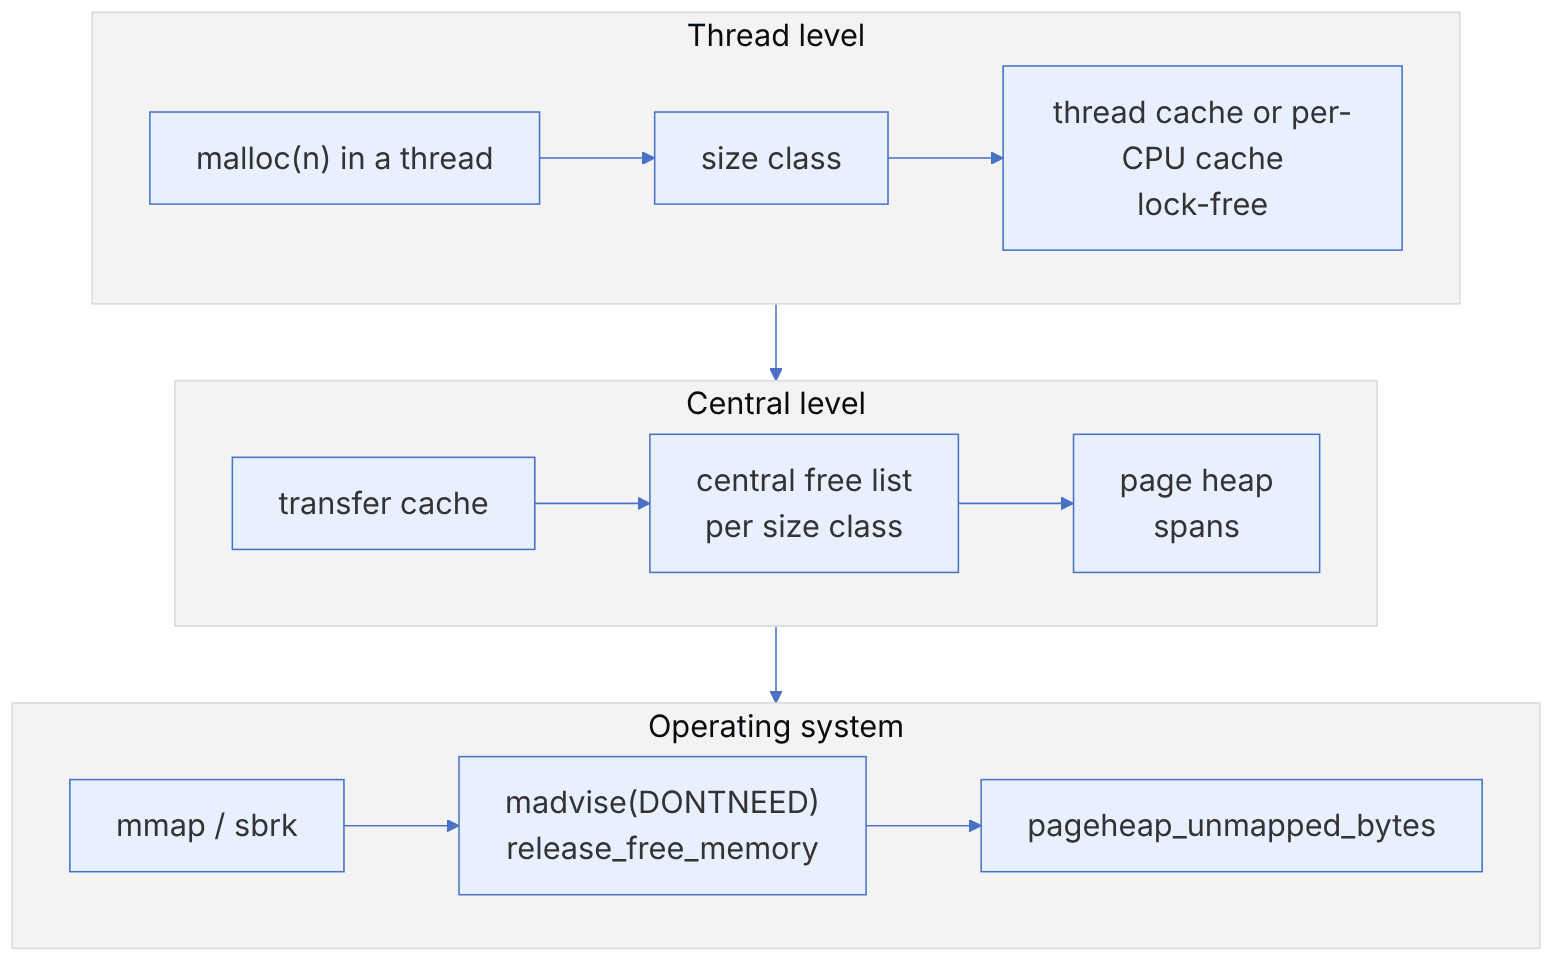 Thread level
malloc(n) in a thread
size class
thread cache or per-
CPU cache
lock-free
Central level
transfer cache
central free list
per size class
page heap
spans
Operating system
mmap / sbrk
madvise(DONTNEED)
release_free_memory
pageheap_unmapped_bytes